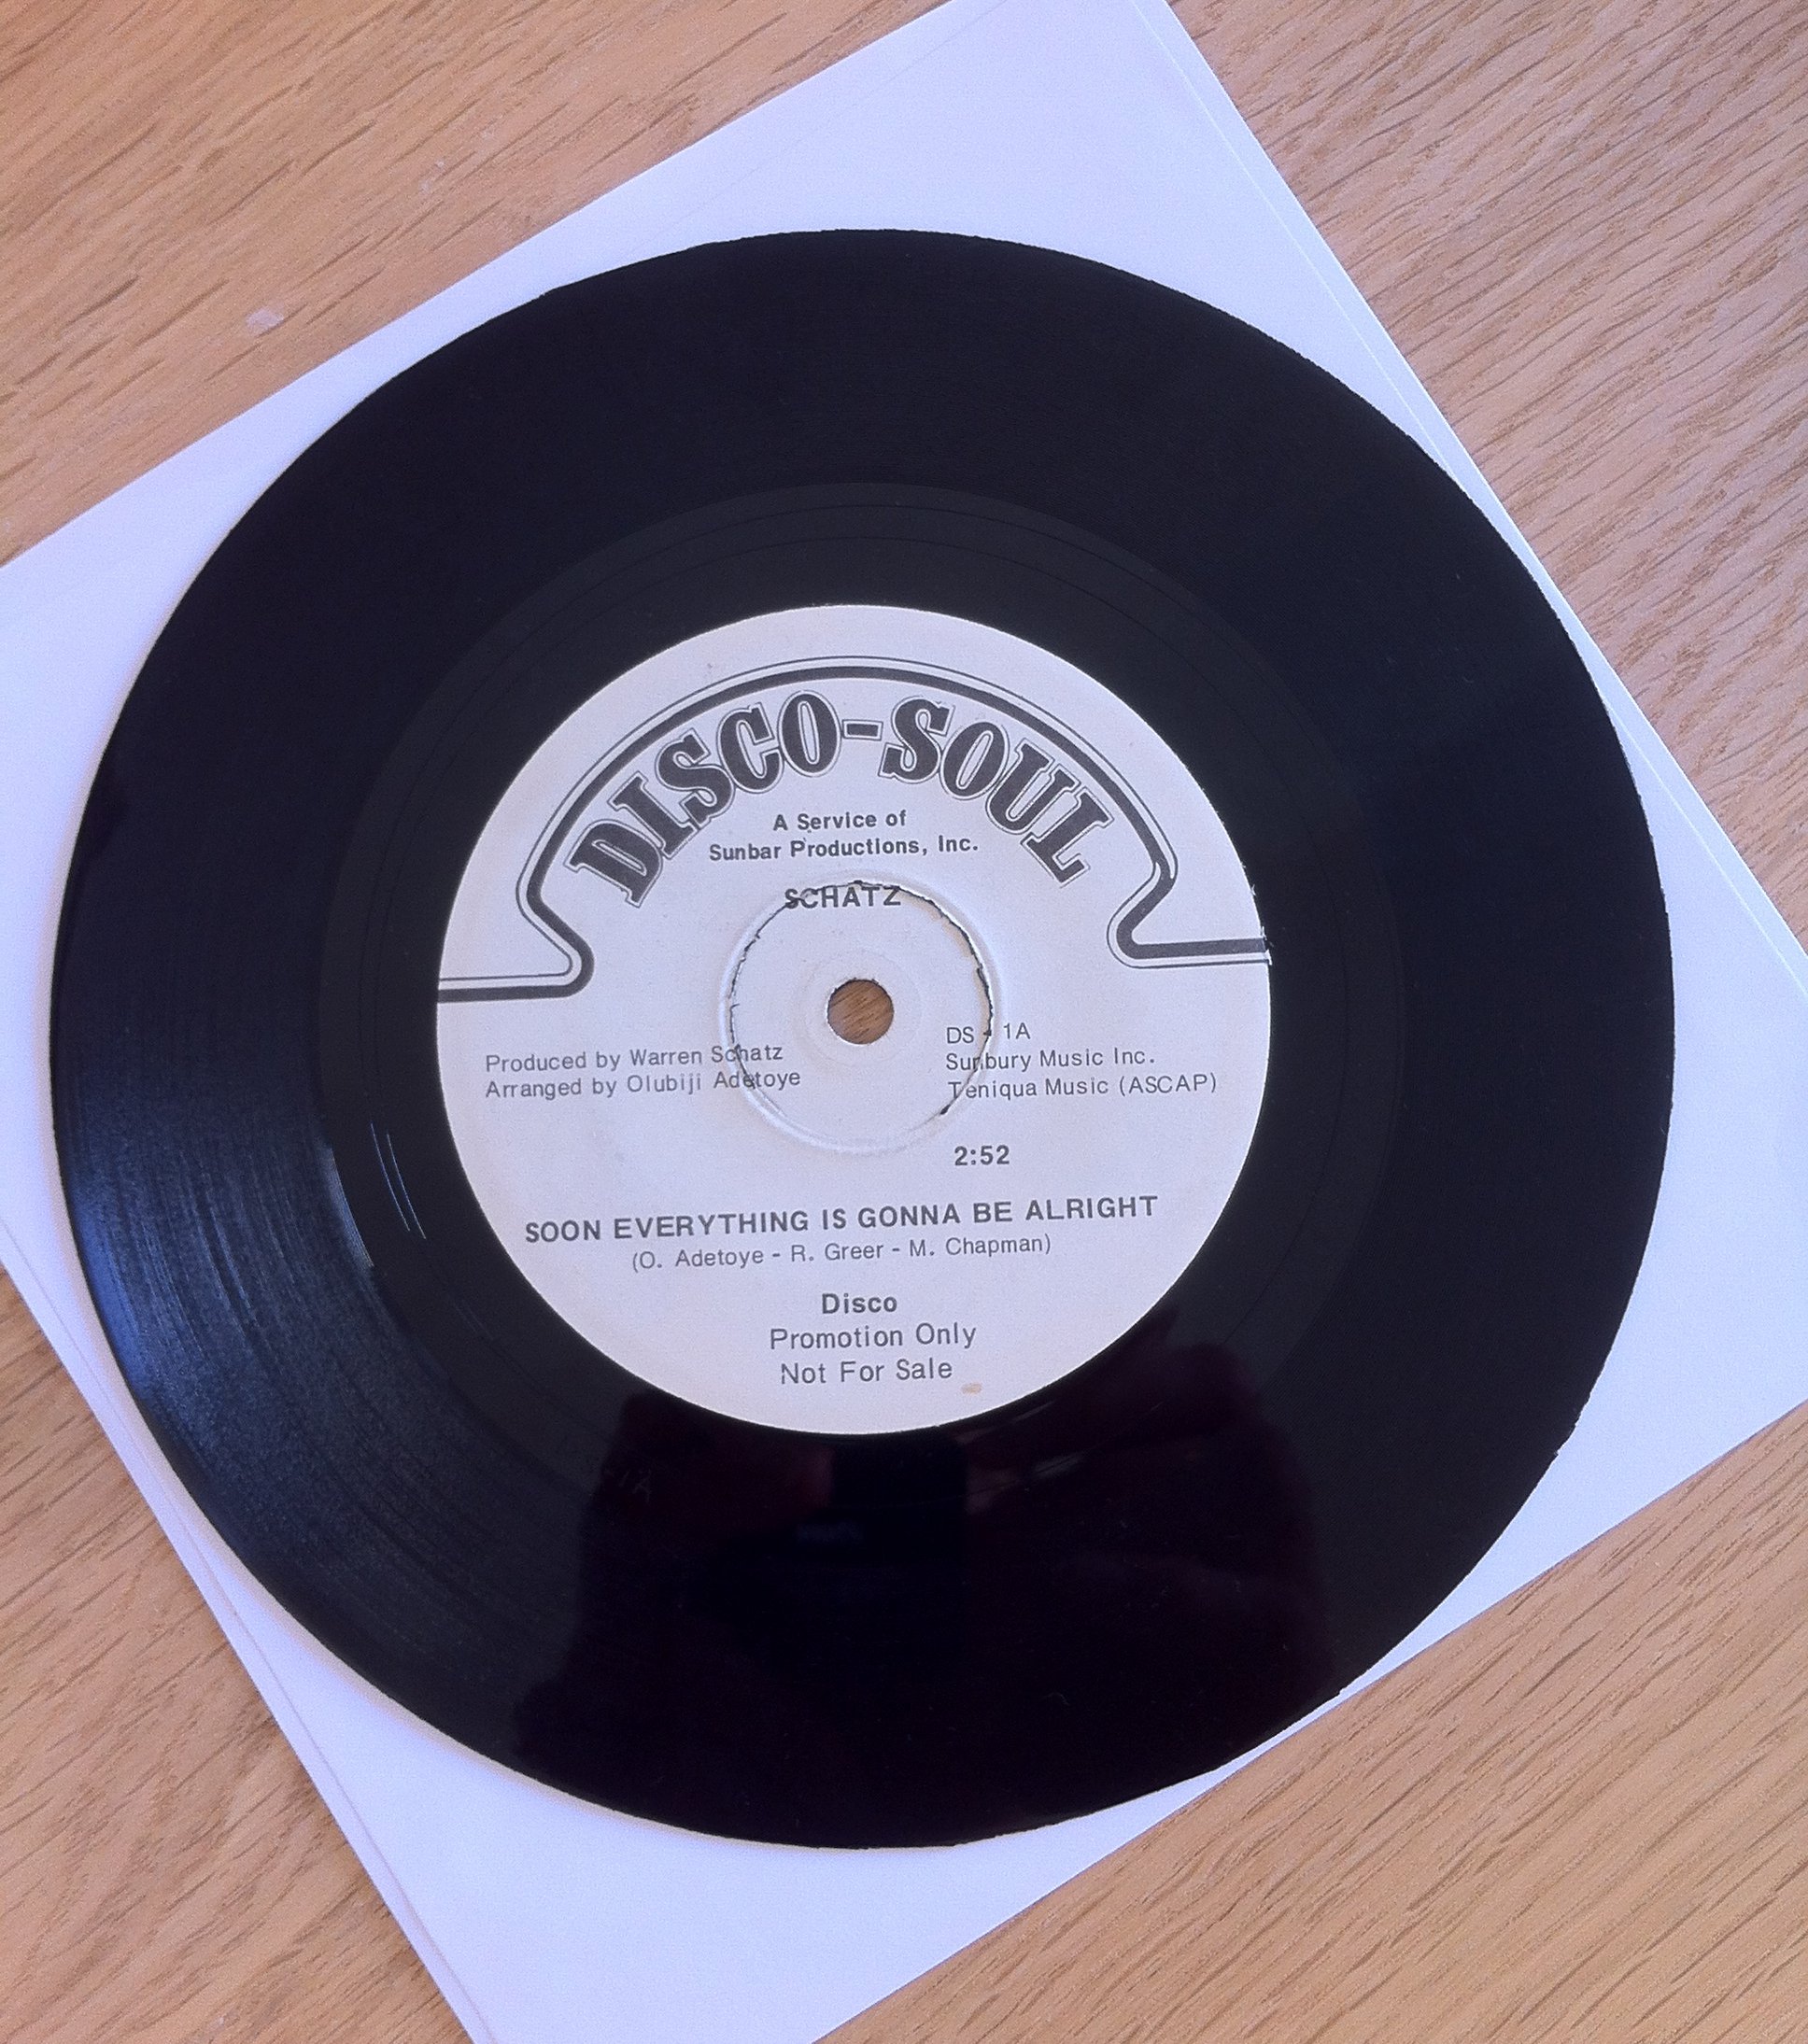 DISCO-SOUL
A Service of
Sunbar Productions, Inc.
SCHATZ
Produced by Warren Schatz
Arranged by Olubiji Adetoye
DS - 1A
Sunbury Music Inc.
Teniqua Music (ASCAP)
2:52
SOON EVERYTHING IS GONNA BE ALRIGHT
(O. Adetoye - R. Greer - M. Chapman)
Disco
Promotion Only
Not For Sale